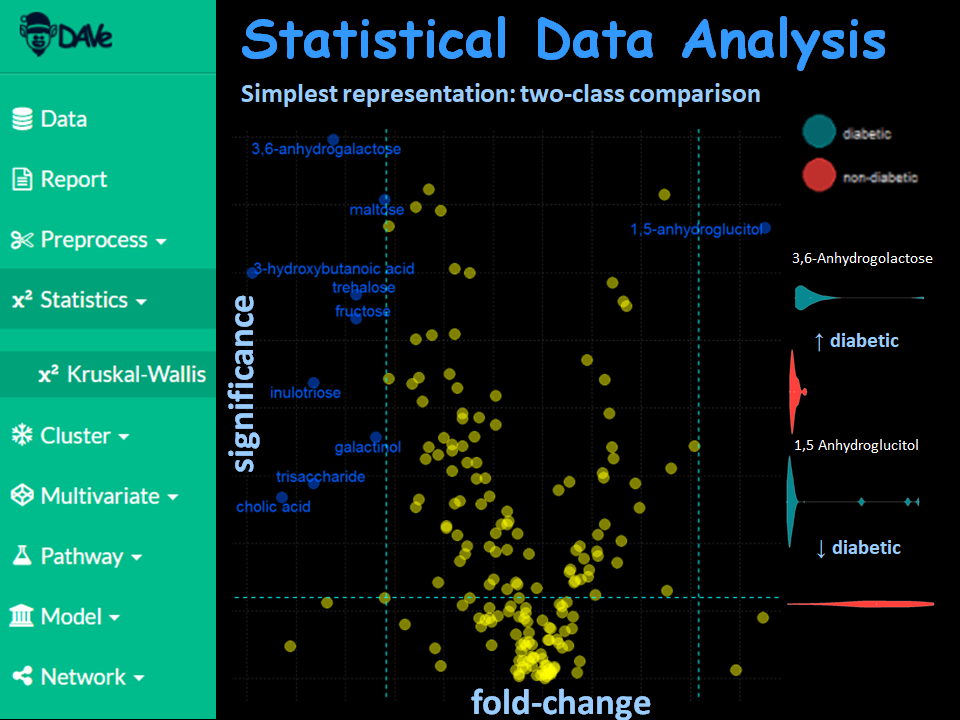 DAVe
Data
Report
Preprocess
x² Statistics
x² Kruskal-Wallis
Cluster
Multivariate
Pathway
Model
Network
Statistical Data Analysis
Simplest representation: two-class comparison
3,6-anhydrogalactose
maltose
1,5-anhydroglucitol
3-hydroxybutanoic acid
trehalose
fructose
inulotriose
galactinol
trisaccharide
cholic acid
significance
fold-change
diabetic
non-diabetic
3,6-Anhydrogolactose
↑ diabetic
1,5 Anhydroglucitol
↓ diabetic